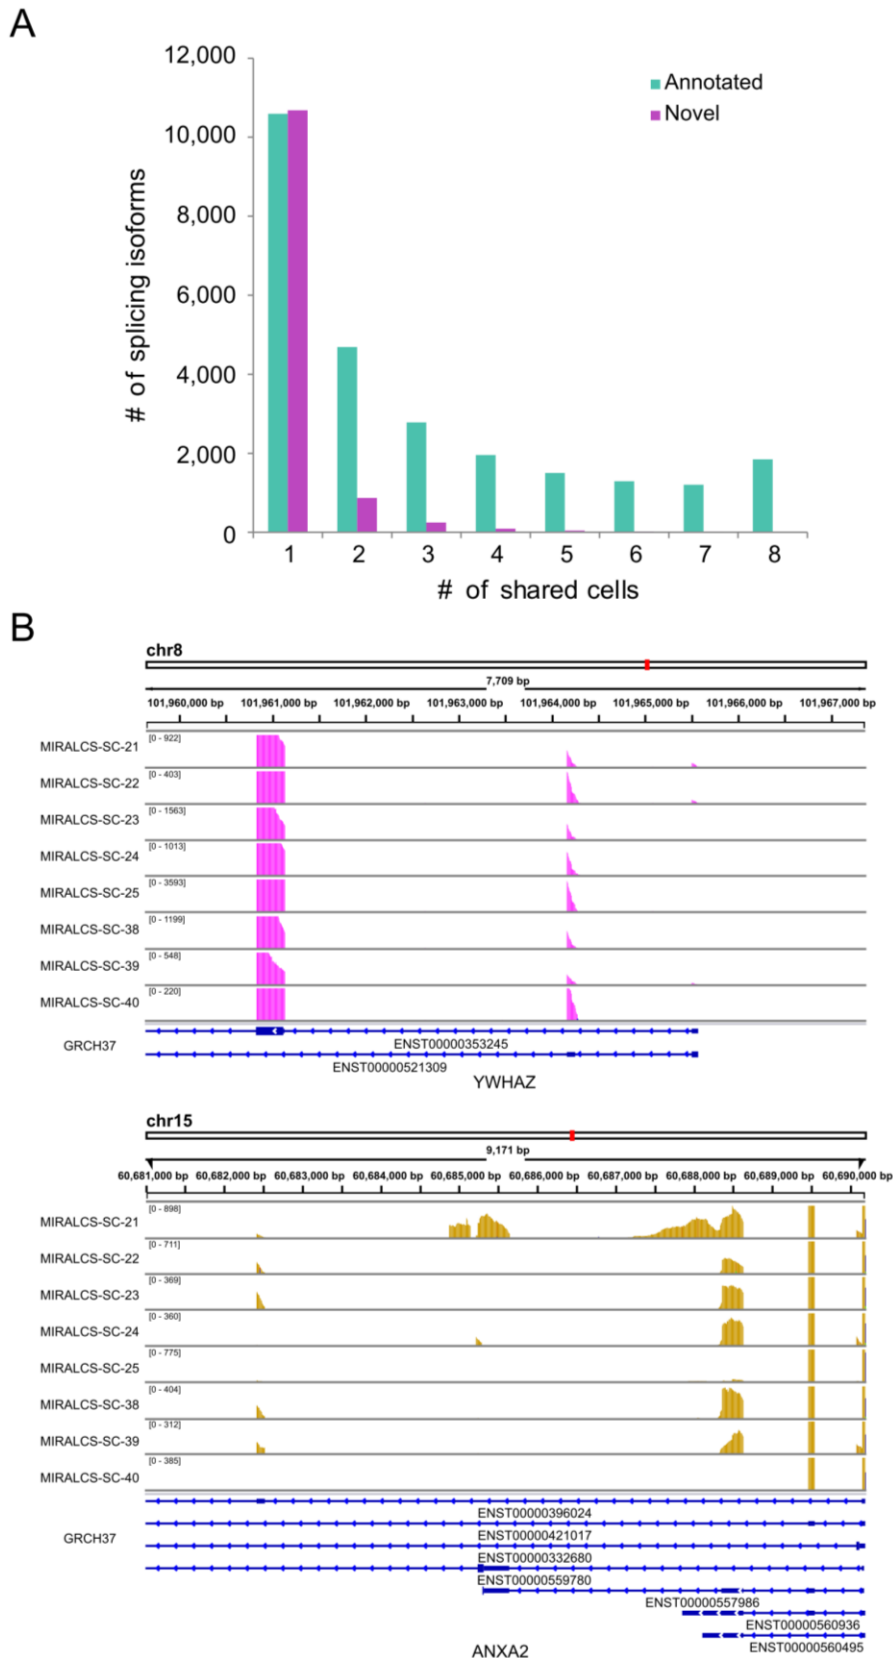 A
12,000
10,000
8,000
6,000
4,000
2,000
0
# of splicing isoforms
Annotated
Novel
1 2 3 4 5 6 7 8
# of shared cells
B
chr8
7,709 bp
101,960,000 bp 101,961,000 bp 101,962,000 bp 101,963,000 bp 101,964,000 bp 101,965,000 bp 101,966,000 bp 101,967,000 bp
MIRALCS-SC-21 [0 - 922]
MIRALCS-SC-22 [0 - 403]
MIRALCS-SC-23 [0 - 1563]
MIRALCS-SC-24 [0 - 1013]
MIRALCS-SC-25 [0 - 3593]
MIRALCS-SC-38 [0 - 1199]
MIRALCS-SC-39 [0 - 548]
MIRALCS-SC-40 [0 - 220]
GRCH37
ENST00000353245
ENST00000521309
YWHAZ
chr15
9,171 bp
60,681,000 bp 60,682,000 bp 60,683,000 bp 60,684,000 bp 60,685,000 bp 60,686,000 bp 60,687,000 bp 60,688,000 bp 60,689,000 bp 60,690,000 bp
MIRALCS-SC-21 [0 - 898]
MIRALCS-SC-22 [0 - 711]
MIRALCS-SC-23 [0 - 369]
MIRALCS-SC-24 [0 - 360]
MIRALCS-SC-25 [0 - 775]
MIRALCS-SC-38 [0 - 404]
MIRALCS-SC-39 [0 - 312]
MIRALCS-SC-40 [0 - 385]
GRCH37
ENST00000396024
ENST00000421017
ENST00000332680
ENST00000559780
ENST00000557986
ENST00000560936
ENST00000560495
ANXA2